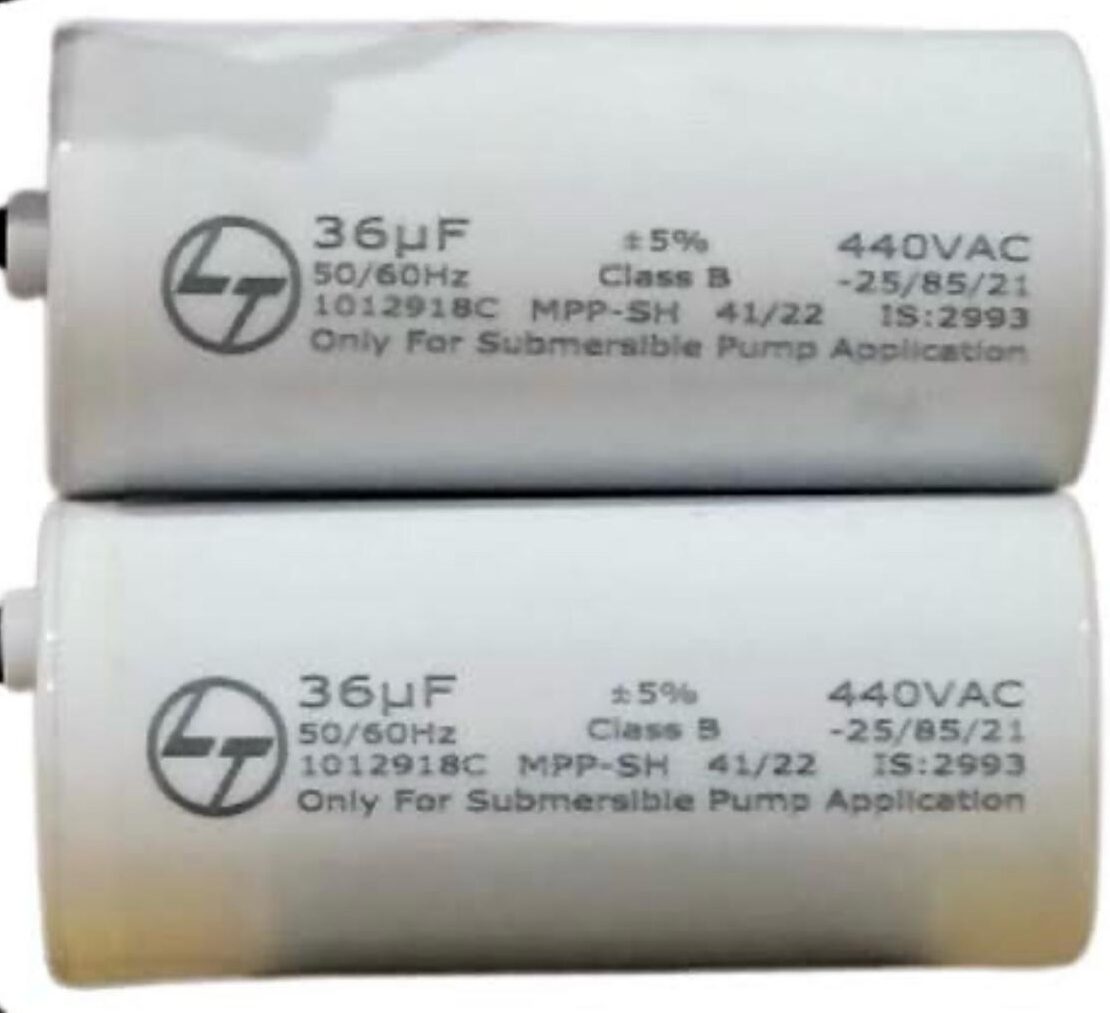 LT
36µF ±5% 440VAC
50/60Hz Class B -25/85/21
1012918C MPP-SH 41/22 IS:2993
Only For Submersible Pump Application
LT
36µF ±5% 440VAC
50/60Hz Class B -25/85/21
1012918C MPP-SH 41/22 IS:2993
Only For Submersible Pump Application